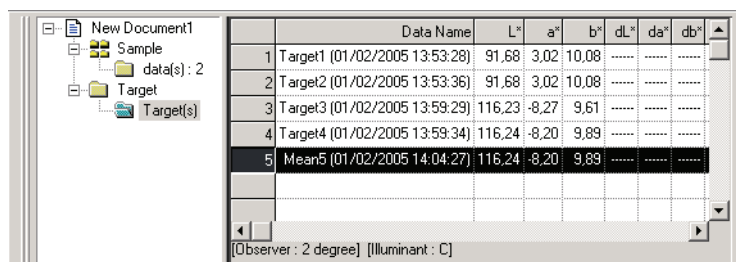 New Document1
Sample
data(s) : 2
Target
Target(s)
Data Name L* a* b* dL* da* db*
1 Target1 (01/02/2005 13:53:28) 91,68 3,02 10,08 ----- ----- -----
2 Target2 (01/02/2005 13:53:36) 91,68 3,02 10,08 ----- ----- -----
3 Target3 (01/02/2005 13:59:29) 116,23 -8,27 9,61 ----- ----- -----
4 Target4 (01/02/2005 13:59:34) 116,24 -8,20 9,89 ----- ----- -----
5 Mean5 (01/02/2005 14:04:27) 116,24 -8,20 9,89 ----- ----- -----
[Observer : 2 degree] [Illuminant : C]